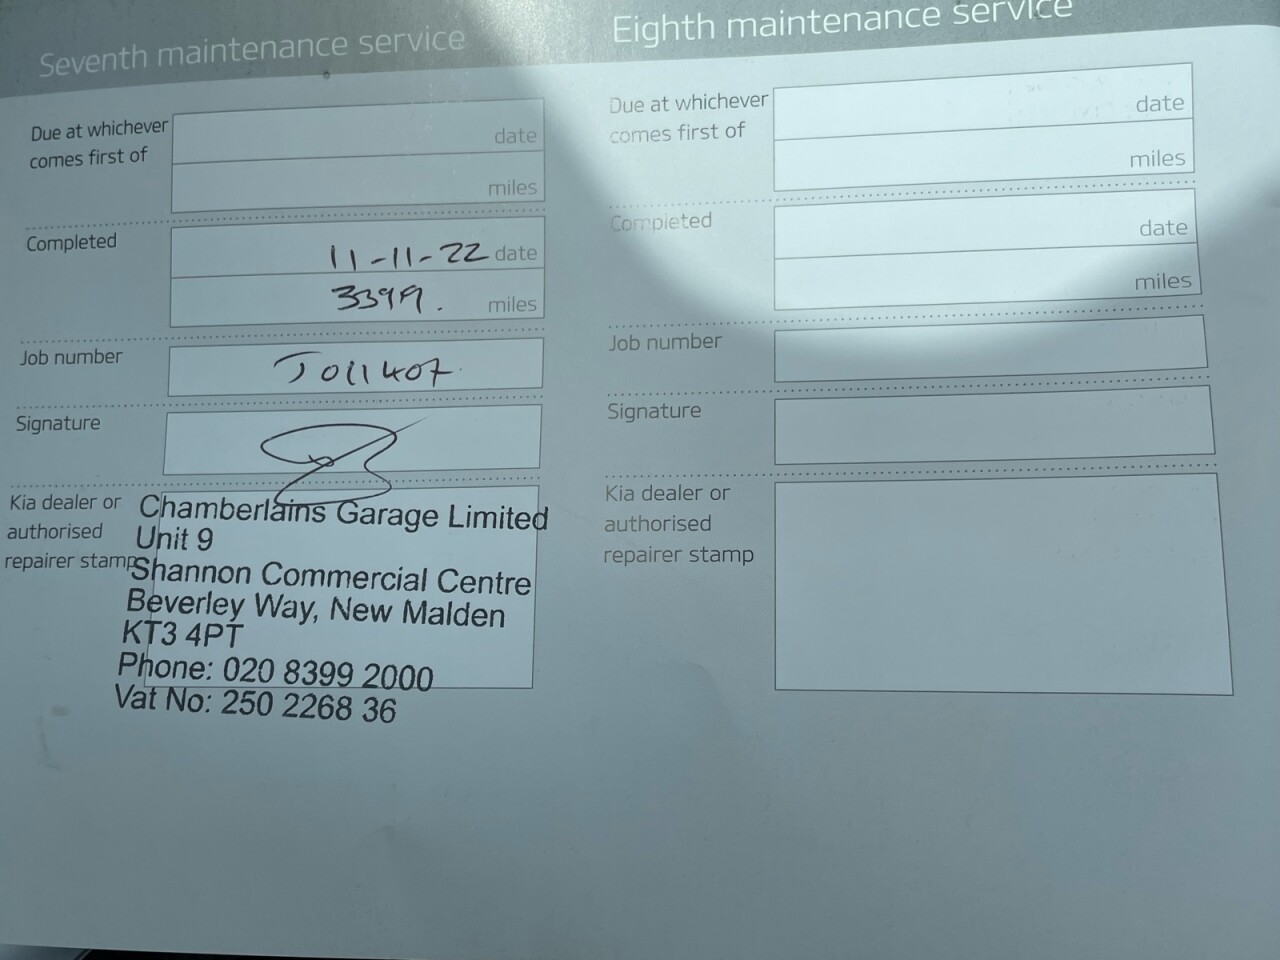 Seventh maintenance service
Due at whichever
comes first of
date
miles
Completed
11-11-22 date
miles
Job number
J011407
Signature
Kia dealer or
authorised
repairer stamp
Chamberlains Garage Limited
Unit 9
Shannon Commercial Centre
Beverley Way, New Malden
KT3 4PT
Phone: 020 8399 2000
Vat No: 250 2268 36
Eighth maintenance service
Due at whichever
comes first of
date
miles
Completed
date
miles
Job number
Signature
Kia dealer or
authorised
repairer stamp